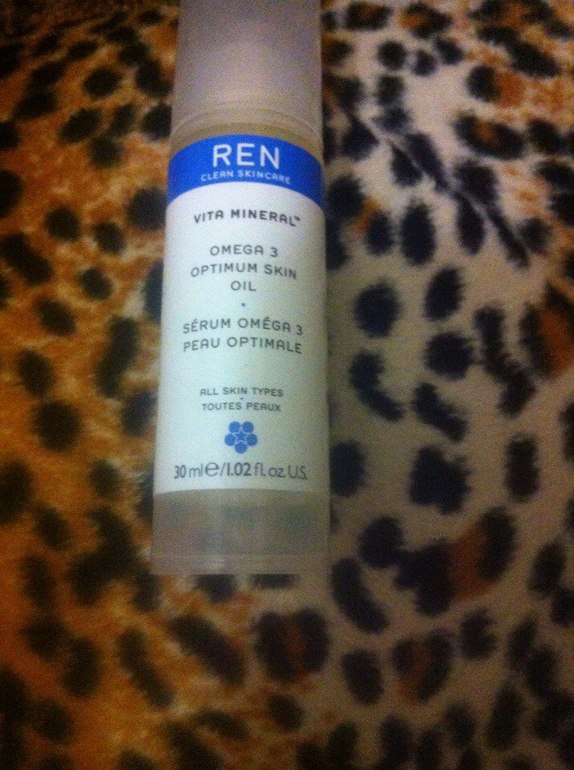 REN
CLEAN SKINCARE
VITA MINERAL™
OMEGA 3
OPTIMUM SKIN
OIL
•
SÉRUM OMÉGA 3
PEAU OPTIMALE
ALL SKIN TYPES
•
TOUTES PEAUX
30 ml e/1.02 fl. oz. U.S.